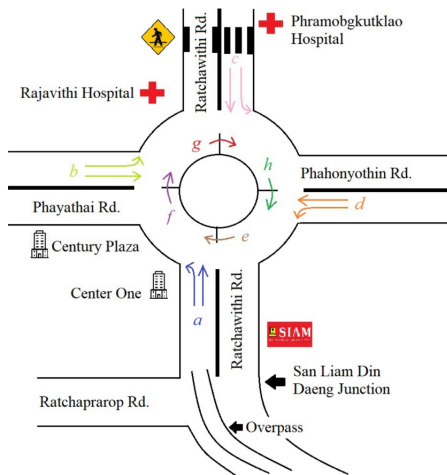 Phramobgkutklao
Hospital
Ratchawithi Rd.
c
Rajavithi Hospital
g
b
h
Phahonyothin Rd.
f
d
Phayathai Rd.
e
Century Plaza
Center One
a
Ratchawithi Rd.
SIAM
San Liam Din
Daeng Junction
Ratchaprarop Rd.
Overpass